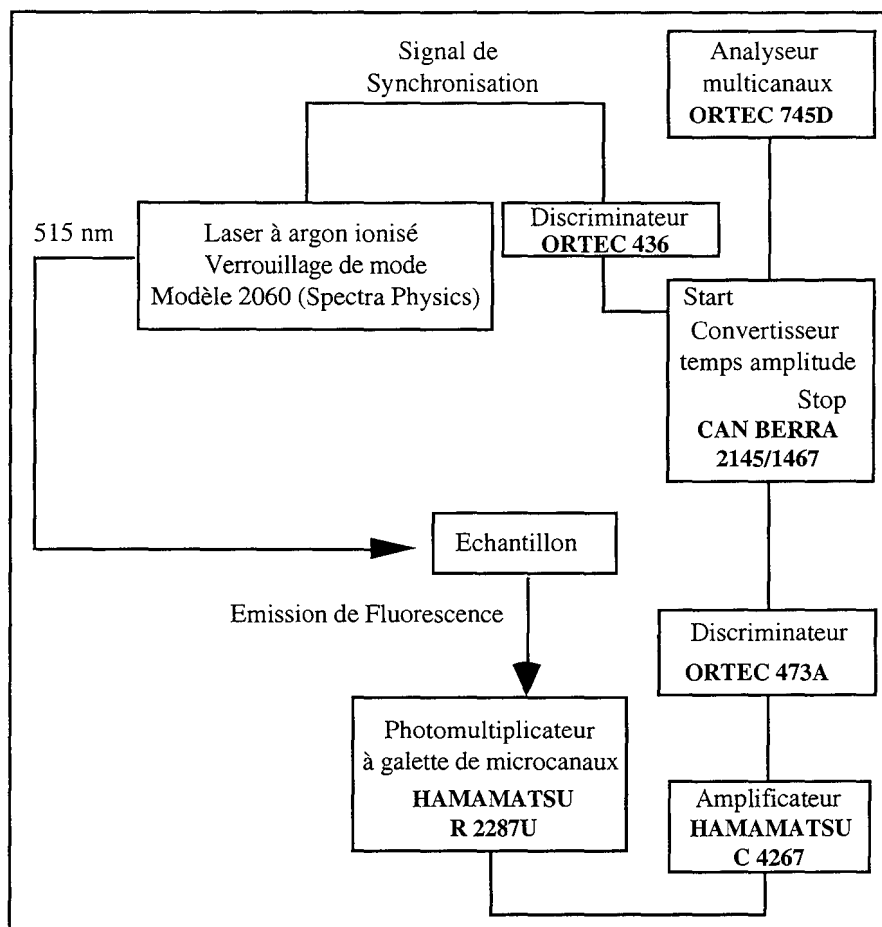 Signal de
Synchronisation
Analyseur
multicanaux
ORTEC 745D
515 nm
Laser à argon ionisé
Verrouillage de mode
Modèle 2060 (Spectra Physics)
Discriminateur
ORTEC 436
Start
Convertisseur
temps amplitude
Stop
CAN BERRA
2145/1467
Echantillon
Emission de Fluorescence
Discriminateur
ORTEC 473A
Photomultiplicateur
à galette de microcanaux
HAMAMATSU
R 2287U
Amplificateur
HAMAMATSU
C 4267